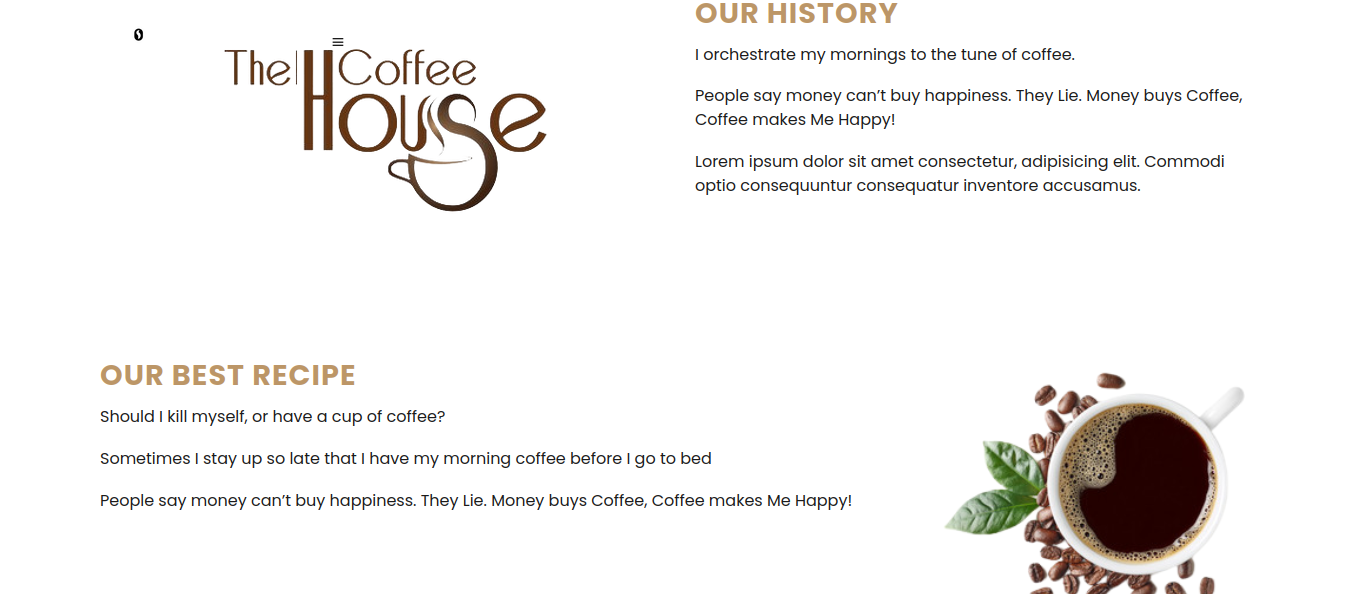 The Coffee
House
OUR HISTORY
I orchestrate my mornings to the tune of coffee.
People say money can’t buy happiness. They Lie. Money buys Coffee,
Coffee makes Me Happy!
Lorem ipsum dolor sit amet consectetur, adipisicing elit. Commodi
optio consequuntur consequatur inventore accusamus.
OUR BEST RECIPE
Should I kill myself, or have a cup of coffee?
Sometimes I stay up so late that I have my morning coffee before I go to bed
People say money can’t buy happiness. They Lie. Money buys Coffee, Coffee makes Me Happy!